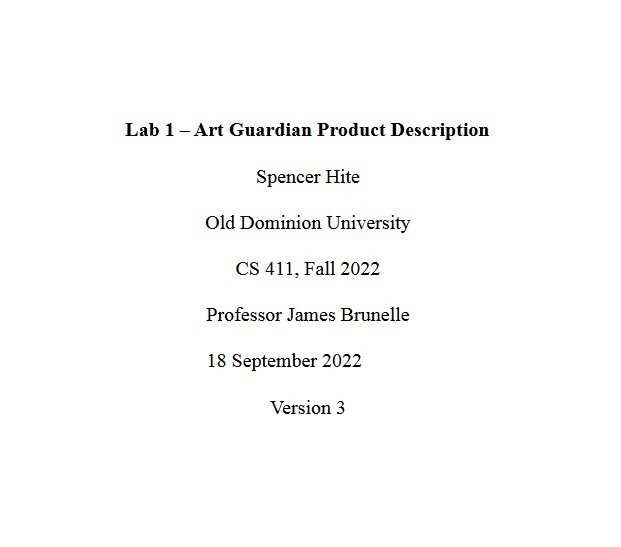 Lab 1 – Art Guardian Product Description
Spencer Hite
Old Dominion University
CS 411, Fall 2022
Professor James Brunelle
18 September 2022
Version 3